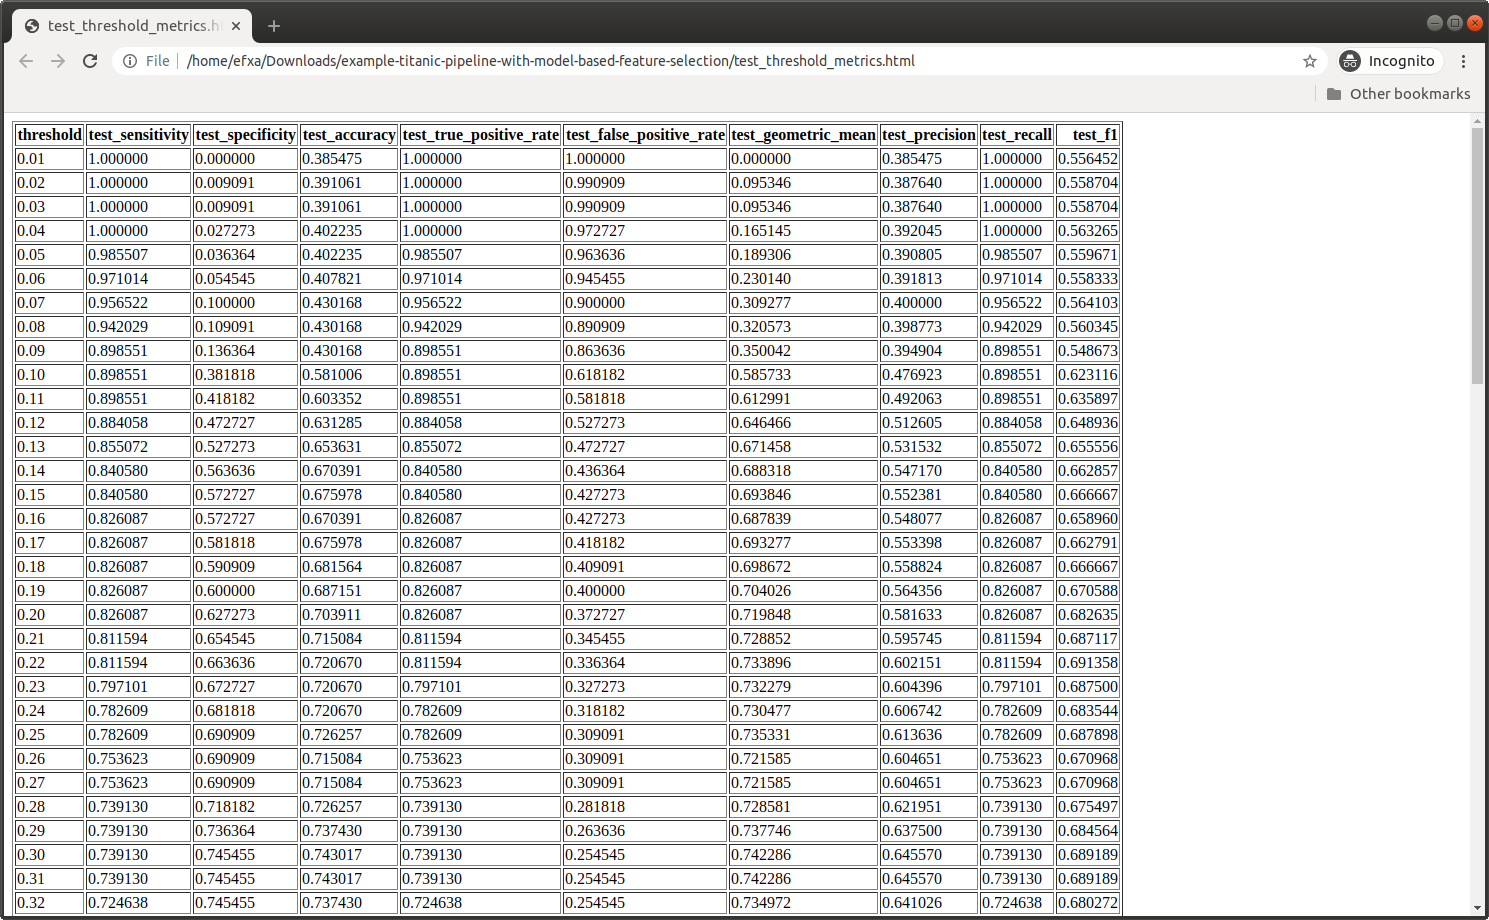 test_threshold_metrics.h
File /home/efxa/Downloads/example-titanic-pipeline-with-model-based-feature-selection/test_threshold_metrics.html Incognito
Other bookmarks
threshold test_sensitivity test_specificity test_accuracy test_true_positive_rate test_false_positive_rate test_geometric_mean test_precision test_recall test_f1
0.01 1.000000 0.000000 0.385475 1.000000 1.000000 0.000000 0.385475 1.000000 0.556452
0.02 1.000000 0.009091 0.391061 1.000000 0.990909 0.095346 0.387640 1.000000 0.558704
0.03 1.000000 0.009091 0.391061 1.000000 0.990909 0.095346 0.387640 1.000000 0.558704
0.04 1.000000 0.027273 0.402235 1.000000 0.972727 0.165145 0.392045 1.000000 0.563265
0.05 0.985507 0.036364 0.402235 0.985507 0.963636 0.189306 0.390805 0.985507 0.559671
0.06 0.971014 0.054545 0.407821 0.971014 0.945455 0.230140 0.391813 0.971014 0.558333
0.07 0.956522 0.100000 0.430168 0.956522 0.900000 0.309277 0.400000 0.956522 0.564103
0.08 0.942029 0.109091 0.430168 0.942029 0.890909 0.320573 0.398773 0.942029 0.560345
0.09 0.898551 0.136364 0.430168 0.898551 0.863636 0.350042 0.394904 0.898551 0.548673
0.10 0.898551 0.381818 0.581006 0.898551 0.618182 0.585733 0.476923 0.898551 0.623116
0.11 0.898551 0.418182 0.603352 0.898551 0.581818 0.612991 0.492063 0.898551 0.635897
0.12 0.884058 0.472727 0.631285 0.884058 0.527273 0.646466 0.512605 0.884058 0.648936
0.13 0.855072 0.527273 0.653631 0.855072 0.472727 0.671458 0.531532 0.855072 0.655556
0.14 0.840580 0.563636 0.670391 0.840580 0.436364 0.688318 0.547170 0.840580 0.662857
0.15 0.840580 0.572727 0.675978 0.840580 0.427273 0.693846 0.552381 0.840580 0.666667
0.16 0.826087 0.572727 0.670391 0.826087 0.427273 0.687839 0.548077 0.826087 0.658960
0.17 0.826087 0.581818 0.675978 0.826087 0.418182 0.693277 0.553398 0.826087 0.662791
0.18 0.826087 0.590909 0.681564 0.826087 0.409091 0.698672 0.558824 0.826087 0.666667
0.19 0.826087 0.600000 0.687151 0.826087 0.400000 0.704026 0.564356 0.826087 0.670588
0.20 0.826087 0.627273 0.703911 0.826087 0.372727 0.719848 0.581633 0.826087 0.682635
0.21 0.811594 0.654545 0.715084 0.811594 0.345455 0.728852 0.595745 0.811594 0.687117
0.22 0.811594 0.663636 0.720670 0.811594 0.336364 0.733896 0.602151 0.811594 0.691358
0.23 0.797101 0.672727 0.720670 0.797101 0.327273 0.732279 0.604396 0.797101 0.687500
0.24 0.782609 0.681818 0.720670 0.782609 0.318182 0.730477 0.606742 0.782609 0.683544
0.25 0.782609 0.690909 0.726257 0.782609 0.309091 0.735331 0.613636 0.782609 0.687898
0.26 0.753623 0.690909 0.715084 0.753623 0.309091 0.721585 0.604651 0.753623 0.670968
0.27 0.753623 0.690909 0.715084 0.753623 0.309091 0.721585 0.604651 0.753623 0.670968
0.28 0.739130 0.718182 0.726257 0.739130 0.281818 0.728581 0.621951 0.739130 0.675497
0.29 0.739130 0.736364 0.737430 0.739130 0.263636 0.737746 0.637500 0.739130 0.684564
0.30 0.739130 0.745455 0.743017 0.739130 0.254545 0.742286 0.645570 0.739130 0.689189
0.31 0.739130 0.745455 0.743017 0.739130 0.254545 0.742286 0.645570 0.739130 0.689189
0.32 0.724638 0.745455 0.737430 0.724638 0.254545 0.734972 0.641026 0.724638 0.680272